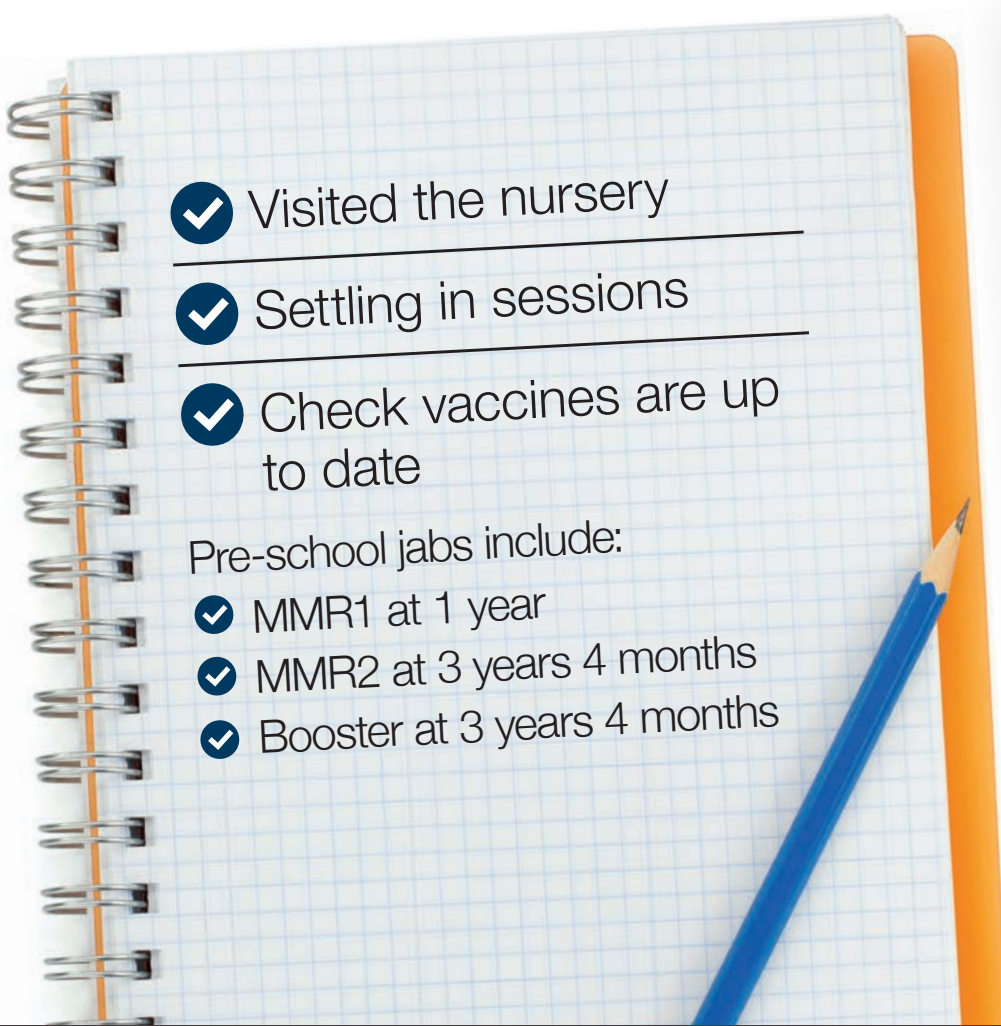 Visited the nursery
Settling in sessions
Check vaccines are up
to date
Pre-school jabs include:
MMR1 at 1 year
MMR2 at 3 years 4 months
Booster at 3 years 4 months